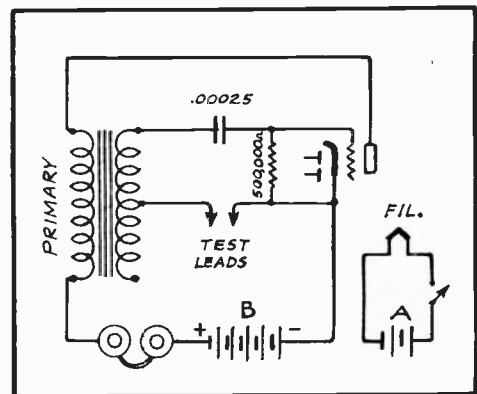 .00025
PRIMARY
500,000Ω
TEST
LEADS
FIL.
+ B -
A